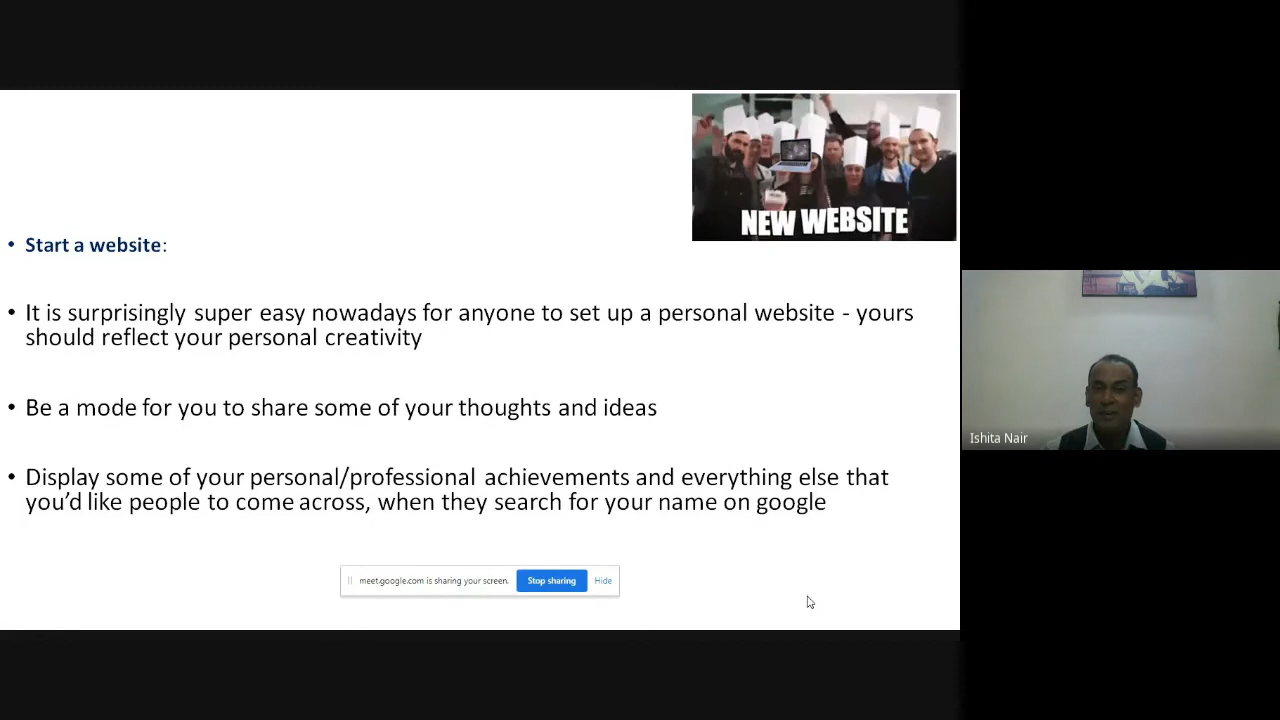 NEW WEBSITE
• Start a website:
• It is surprisingly super easy nowadays for anyone to set up a personal website - yours
should reflect your personal creativity
• Be a mode for you to share some of your thoughts and ideas
• Display some of your personal/professional achievements and everything else that
you'd like people to come across, when they search for your name on google
meet.google.com is sharing your screen.
Stop sharing
Hide
Ishita Nair